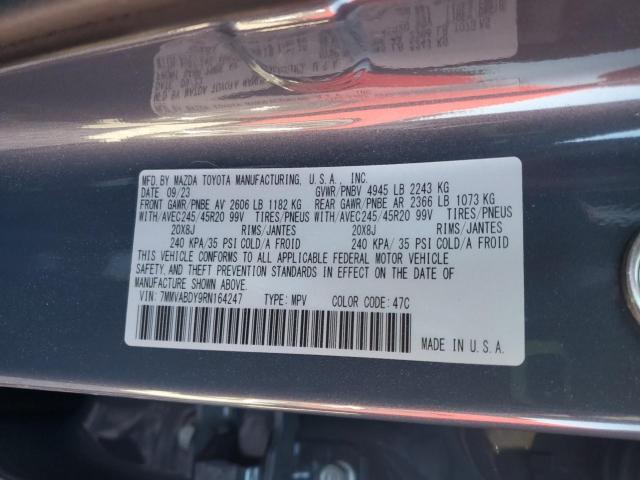 MFD.BY MAZDA TOYOTA MANUFACTURING, U.S.A., INC.
DATE 09/23 GVWR/PNBV 4945 LB 2243 KG
FRONT GAWR/PNBE AV 2606 LB 1182 KG REAR GAWR/PNBE AR 2366 LB 1073 KG
WITH/AVEC245/45R20 99V TIRES/PNEUS WITH/AVEC245/45R20 99V TIRES/PNEUS
20X8J RIMS/JANTES 20X8J RIMS/JANTES
240 KPA/35 PSI COLD/A FROID 240 KPA/35 PSI COLD/A FROID
THIS VEHICLE CONFORMS TO ALL APPLICABLE FEDERAL MOTOR VEHICLE
SAFETY, AND THEFT PREVENTION STANDARDS IN EFFECT ON THE DATE OF
MANUFACTURE SHOWN ABOVE.
VIN: 7MMVABDY9RN164247 TYPE: MPV COLOR CODE: 47C
MADE IN U.S.A.